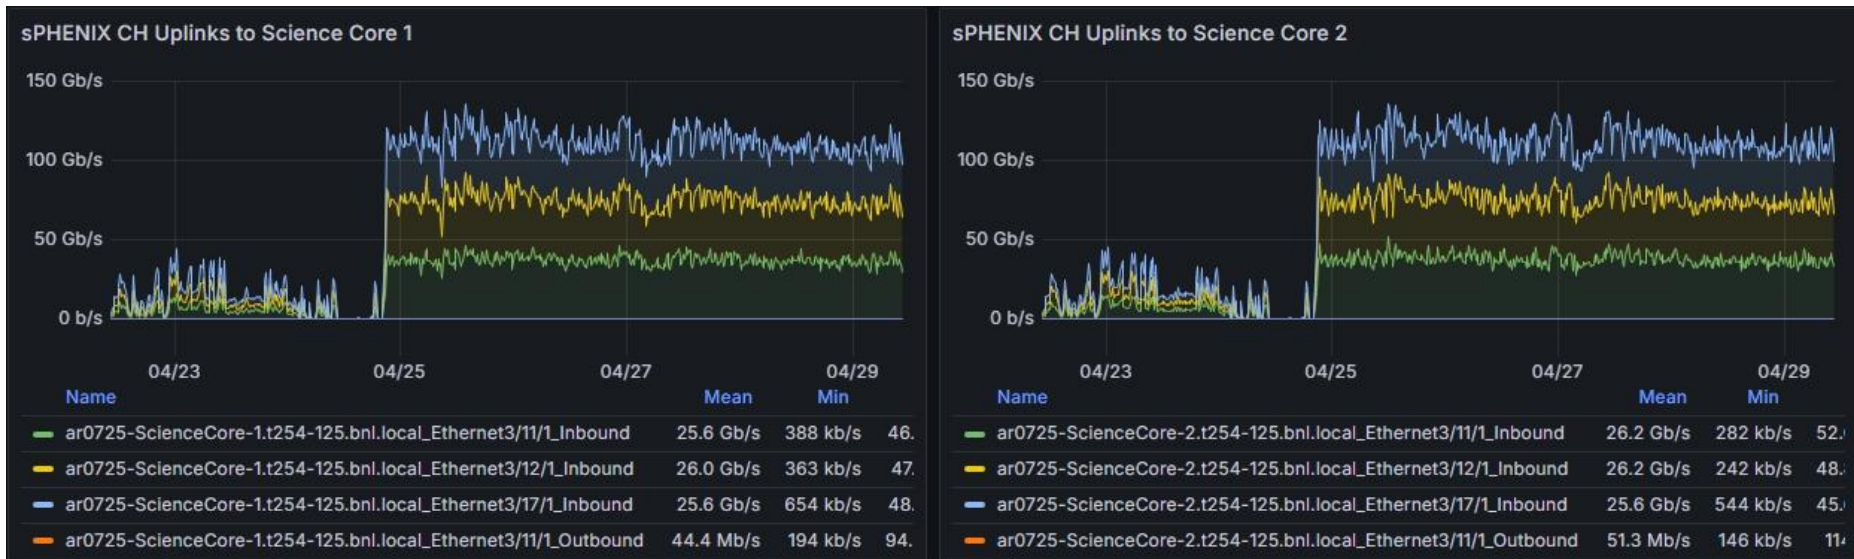 sPHENIX CH Uplinks to Science Core 1
150 Gb/s
100 Gb/s
50 Gb/s
0 b/s
04/23 04/25 04/27 04/29
Name Mean Min
ar0725-ScienceCore-1.t254-125.bnl.local_Ethernet3/11/1_Inbound 25.6 Gb/s 388 kb/s 46.
ar0725-ScienceCore-1.t254-125.bnl.local_Ethernet3/12/1_Inbound 26.0 Gb/s 363 kb/s 47.
ar0725-ScienceCore-1.t254-125.bnl.local_Ethernet3/17/1_Inbound 25.6 Gb/s 654 kb/s 48.
ar0725-ScienceCore-1.t254-125.bnl.local_Ethernet3/11/1_Outbound 44.4 Mb/s 194 kb/s 94.
sPHENIX CH Uplinks to Science Core 2
150 Gb/s
100 Gb/s
50 Gb/s
0 b/s
04/23 04/25 04/27 04/29
Name Mean Min
ar0725-ScienceCore-2.t254-125.bnl.local_Ethernet3/11/1_Inbound 26.2 Gb/s 282 kb/s 52.
ar0725-ScienceCore-2.t254-125.bnl.local_Ethernet3/12/1_Inbound 26.2 Gb/s 242 kb/s 48.
ar0725-ScienceCore-2.t254-125.bnl.local_Ethernet3/17/1_Inbound 25.6 Gb/s 544 kb/s 45.
ar0725-ScienceCore-2.t254-125.bnl.local_Ethernet3/11/1_Outbound 51.3 Mb/s 146 kb/s 11